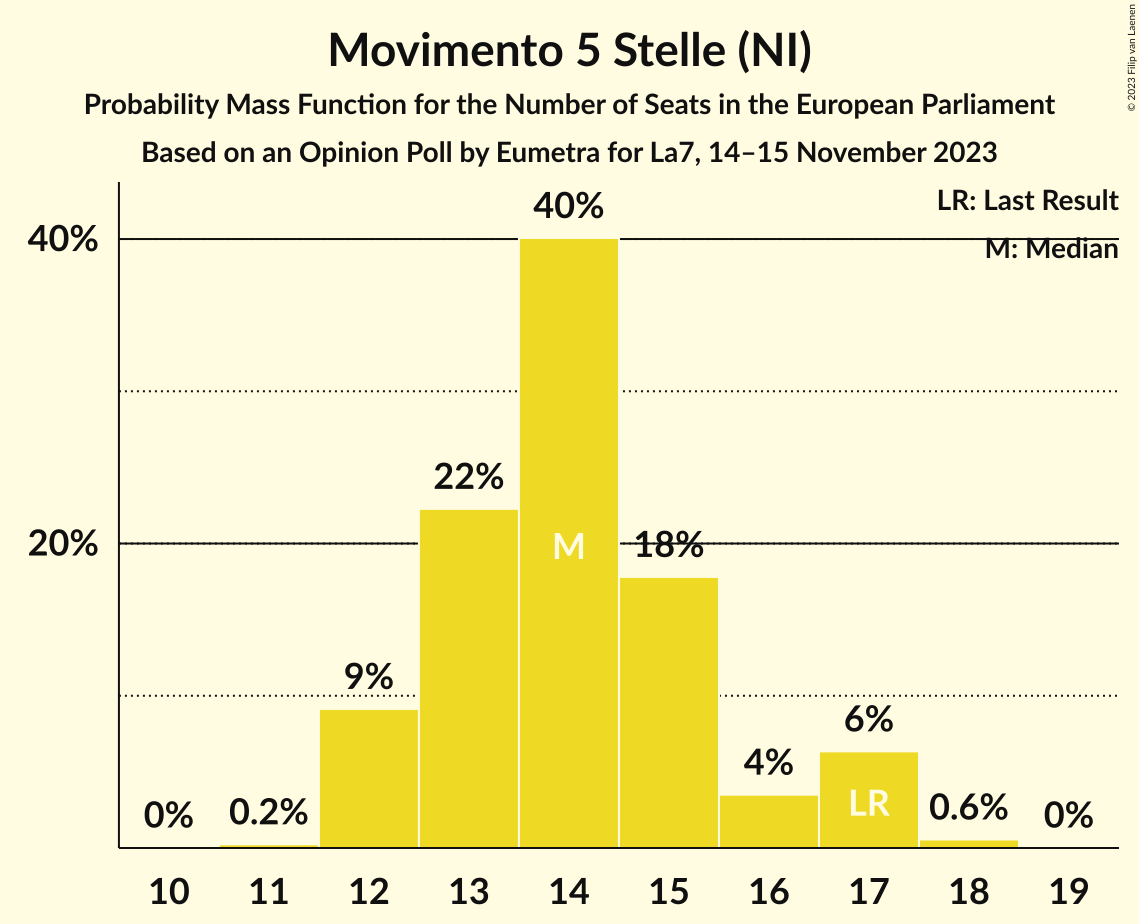 Movimento 5 Stelle (NI)
Probability Mass Function for the Number of Seats in the European Parliament
Based on an Opinion Poll by Eumetra for La7, 14–15 November 2023
© 2023 Filip van Laenen
LR: Last Result
M: Median
40%
20%
0%
0.2%
9%
22%
40%
18%
4%
6%
0.6%
0%
M
LR
10 11 12 13 14 15 16 17 18 19